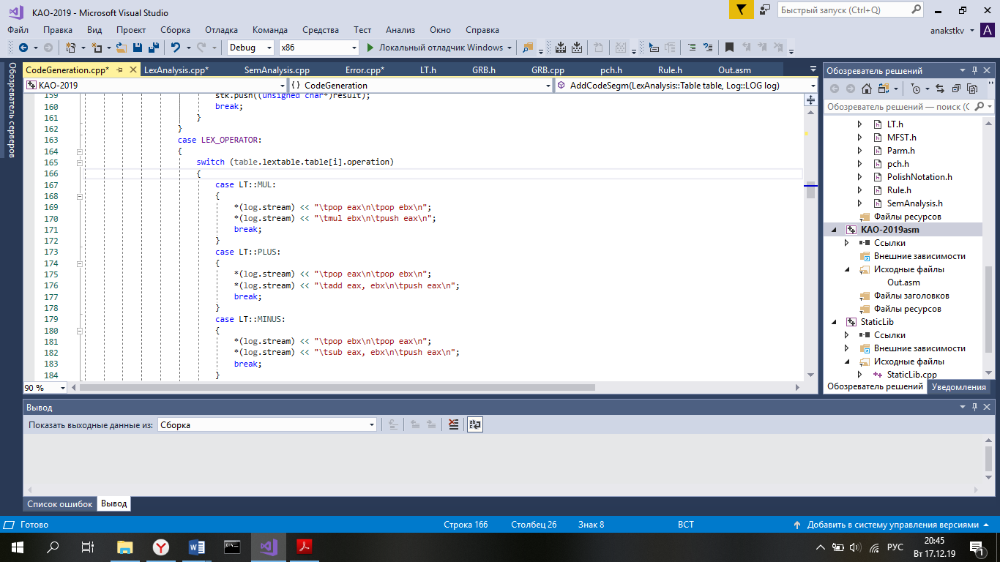 KAO-2019 - Microsoft Visual Studio
Быстрый запуск (Ctrl+Q)
Файл Правка Вид Проект Сборка Отладка Команда Средства Тест Анализ Окно Справка
anakstkv A
Debug x86 Локальный отладчик Windows
Обозреватель серверов
CodeGeneration.cpp* LexAnalysis.cpp* SemAnalysis.cpp Error.cpp* LT.h GRB.h GRB.cpp pch.h Rule.h Out.asm
KAO-2019 {} CodeGeneration AddCodeSegm(LexAnalysis::Table table, Log::LOG log)
159 stk.push((unsigned char*)result);
160 break;
161 }
162 }
163 case LEX_OPERATOR:
164 {
165 switch (table.lextable.table[i].operation)
166 {
167 case LT::MUL:
168 {
169 *(log.stream) << "\tpop eax\n\tpop ebx\n";
170 *(log.stream) << "\tmul ebx\n\tpush eax\n";
171 break;
172 }
173 case LT::PLUS:
174 {
175 *(log.stream) << "\tpop eax\n\tpop ebx\n";
176 *(log.stream) << "\tadd eax, ebx\n\tpush eax\n";
177 break;
178 }
179 case LT::MINUS:
180 {
181 *(log.stream) << "\tpop ebx\n\tpop eax\n";
182 *(log.stream) << "\tsub eax, ebx\n\tpush eax\n";
183 break;
184 }
90 %
Обозреватель решений
Обозреватель решений — поиск (С
LT.h
MFST.h
Parm.h
pch.h
PolishNotation.h
Rule.h
SemAnalysis.h
Файлы ресурсов
KAO-2019asm
Ссылки
Внешние зависимости
Исходные файлы
Out.asm
Файлы заголовков
Файлы ресурсов
StaticLib
Ссылки
Внешние зависимости
Исходные файлы
StaticLib.cpp
Обозреватель решений Уведомления
Вывод
Показать выходные данные из: Сборка
Список ошибок Вывод
Готово Строка 166 Столбец 26 Знак 8 ВСТ Добавить в систему управления версиями
РУС
20:45
Вт 17.12.19
1